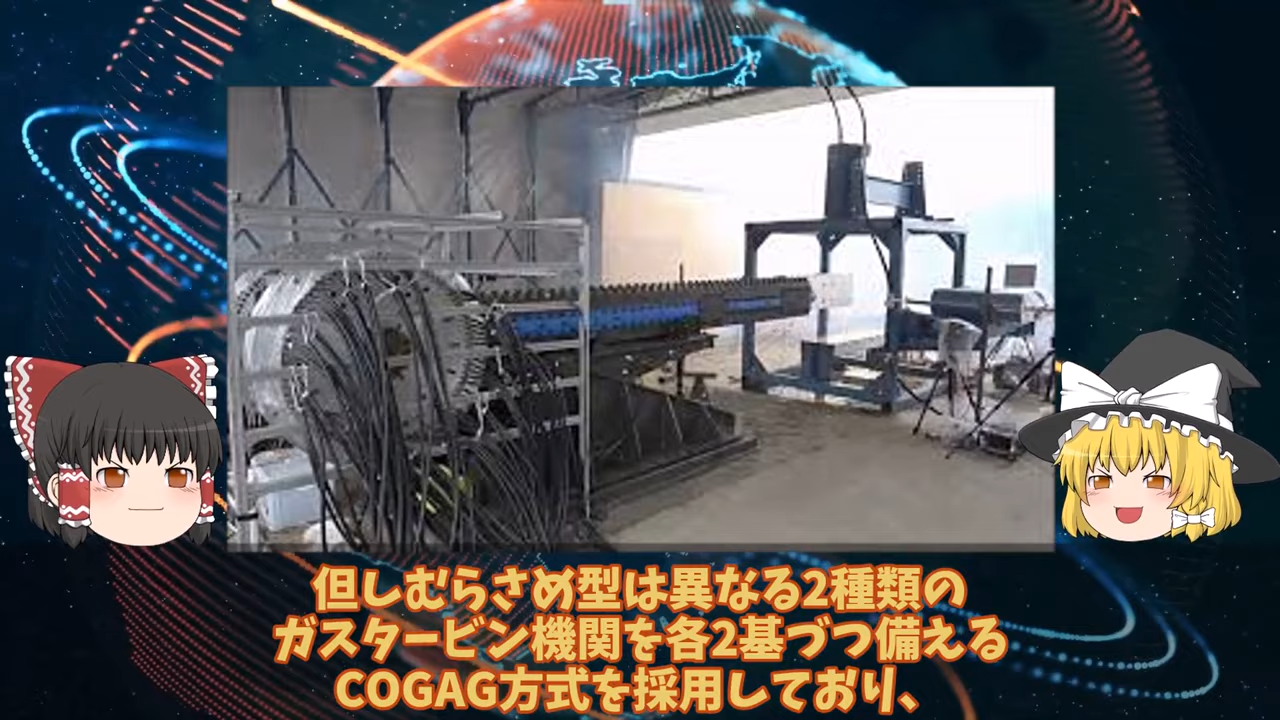 但しむらさめ型は異なる2種類の
ガスタービン機関を各2基づつ備える
COGAG方式を採用しており、